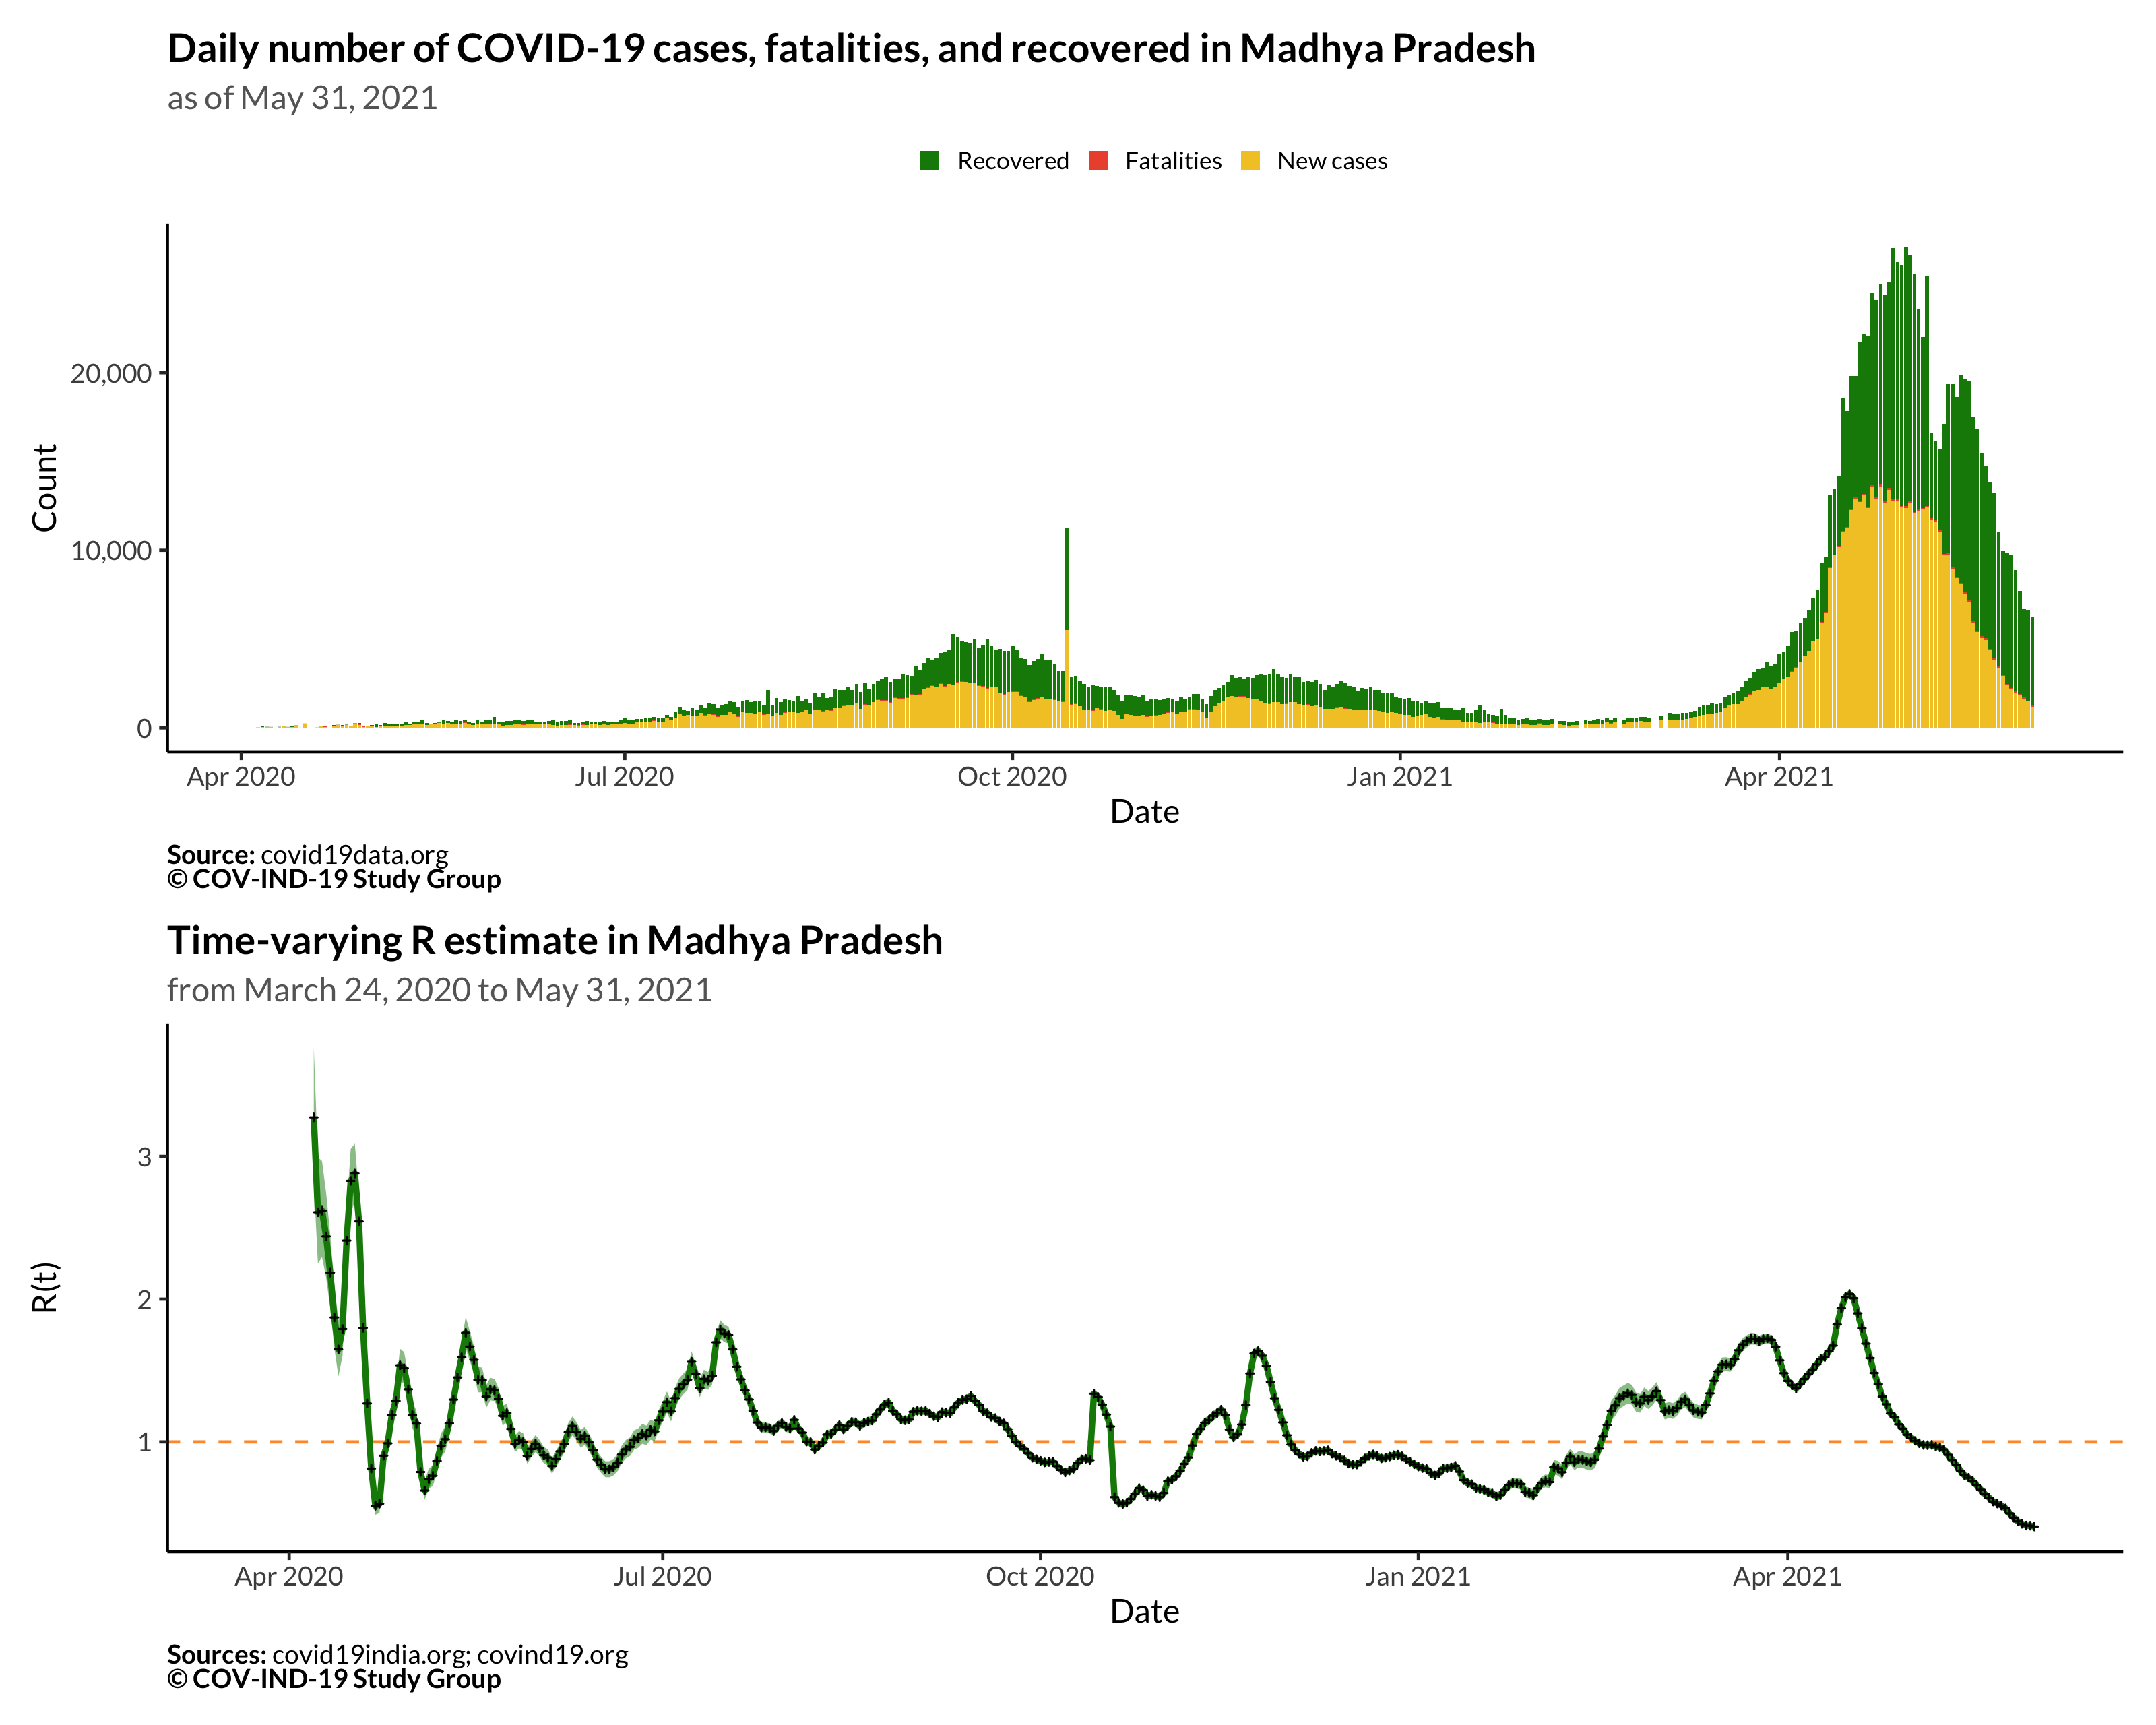 Daily number of COVID-19 cases, fatalities, and recovered in Madhya Pradesh
as of May 31, 2021
Recovered Fatalities New cases
Count
20,000
10,000
0
Apr 2020 Jul 2020 Oct 2020 Jan 2021 Apr 2021
Date
Source: covid19data.org
© COV-IND-19 Study Group
Time-varying R estimate in Madhya Pradesh
from March 24, 2020 to May 31, 2021
R(t)
3
2
1
Apr 2020 Jul 2020 Oct 2020 Jan 2021 Apr 2021
Date
Sources: covid19india.org; covind19.org
© COV-IND-19 Study Group